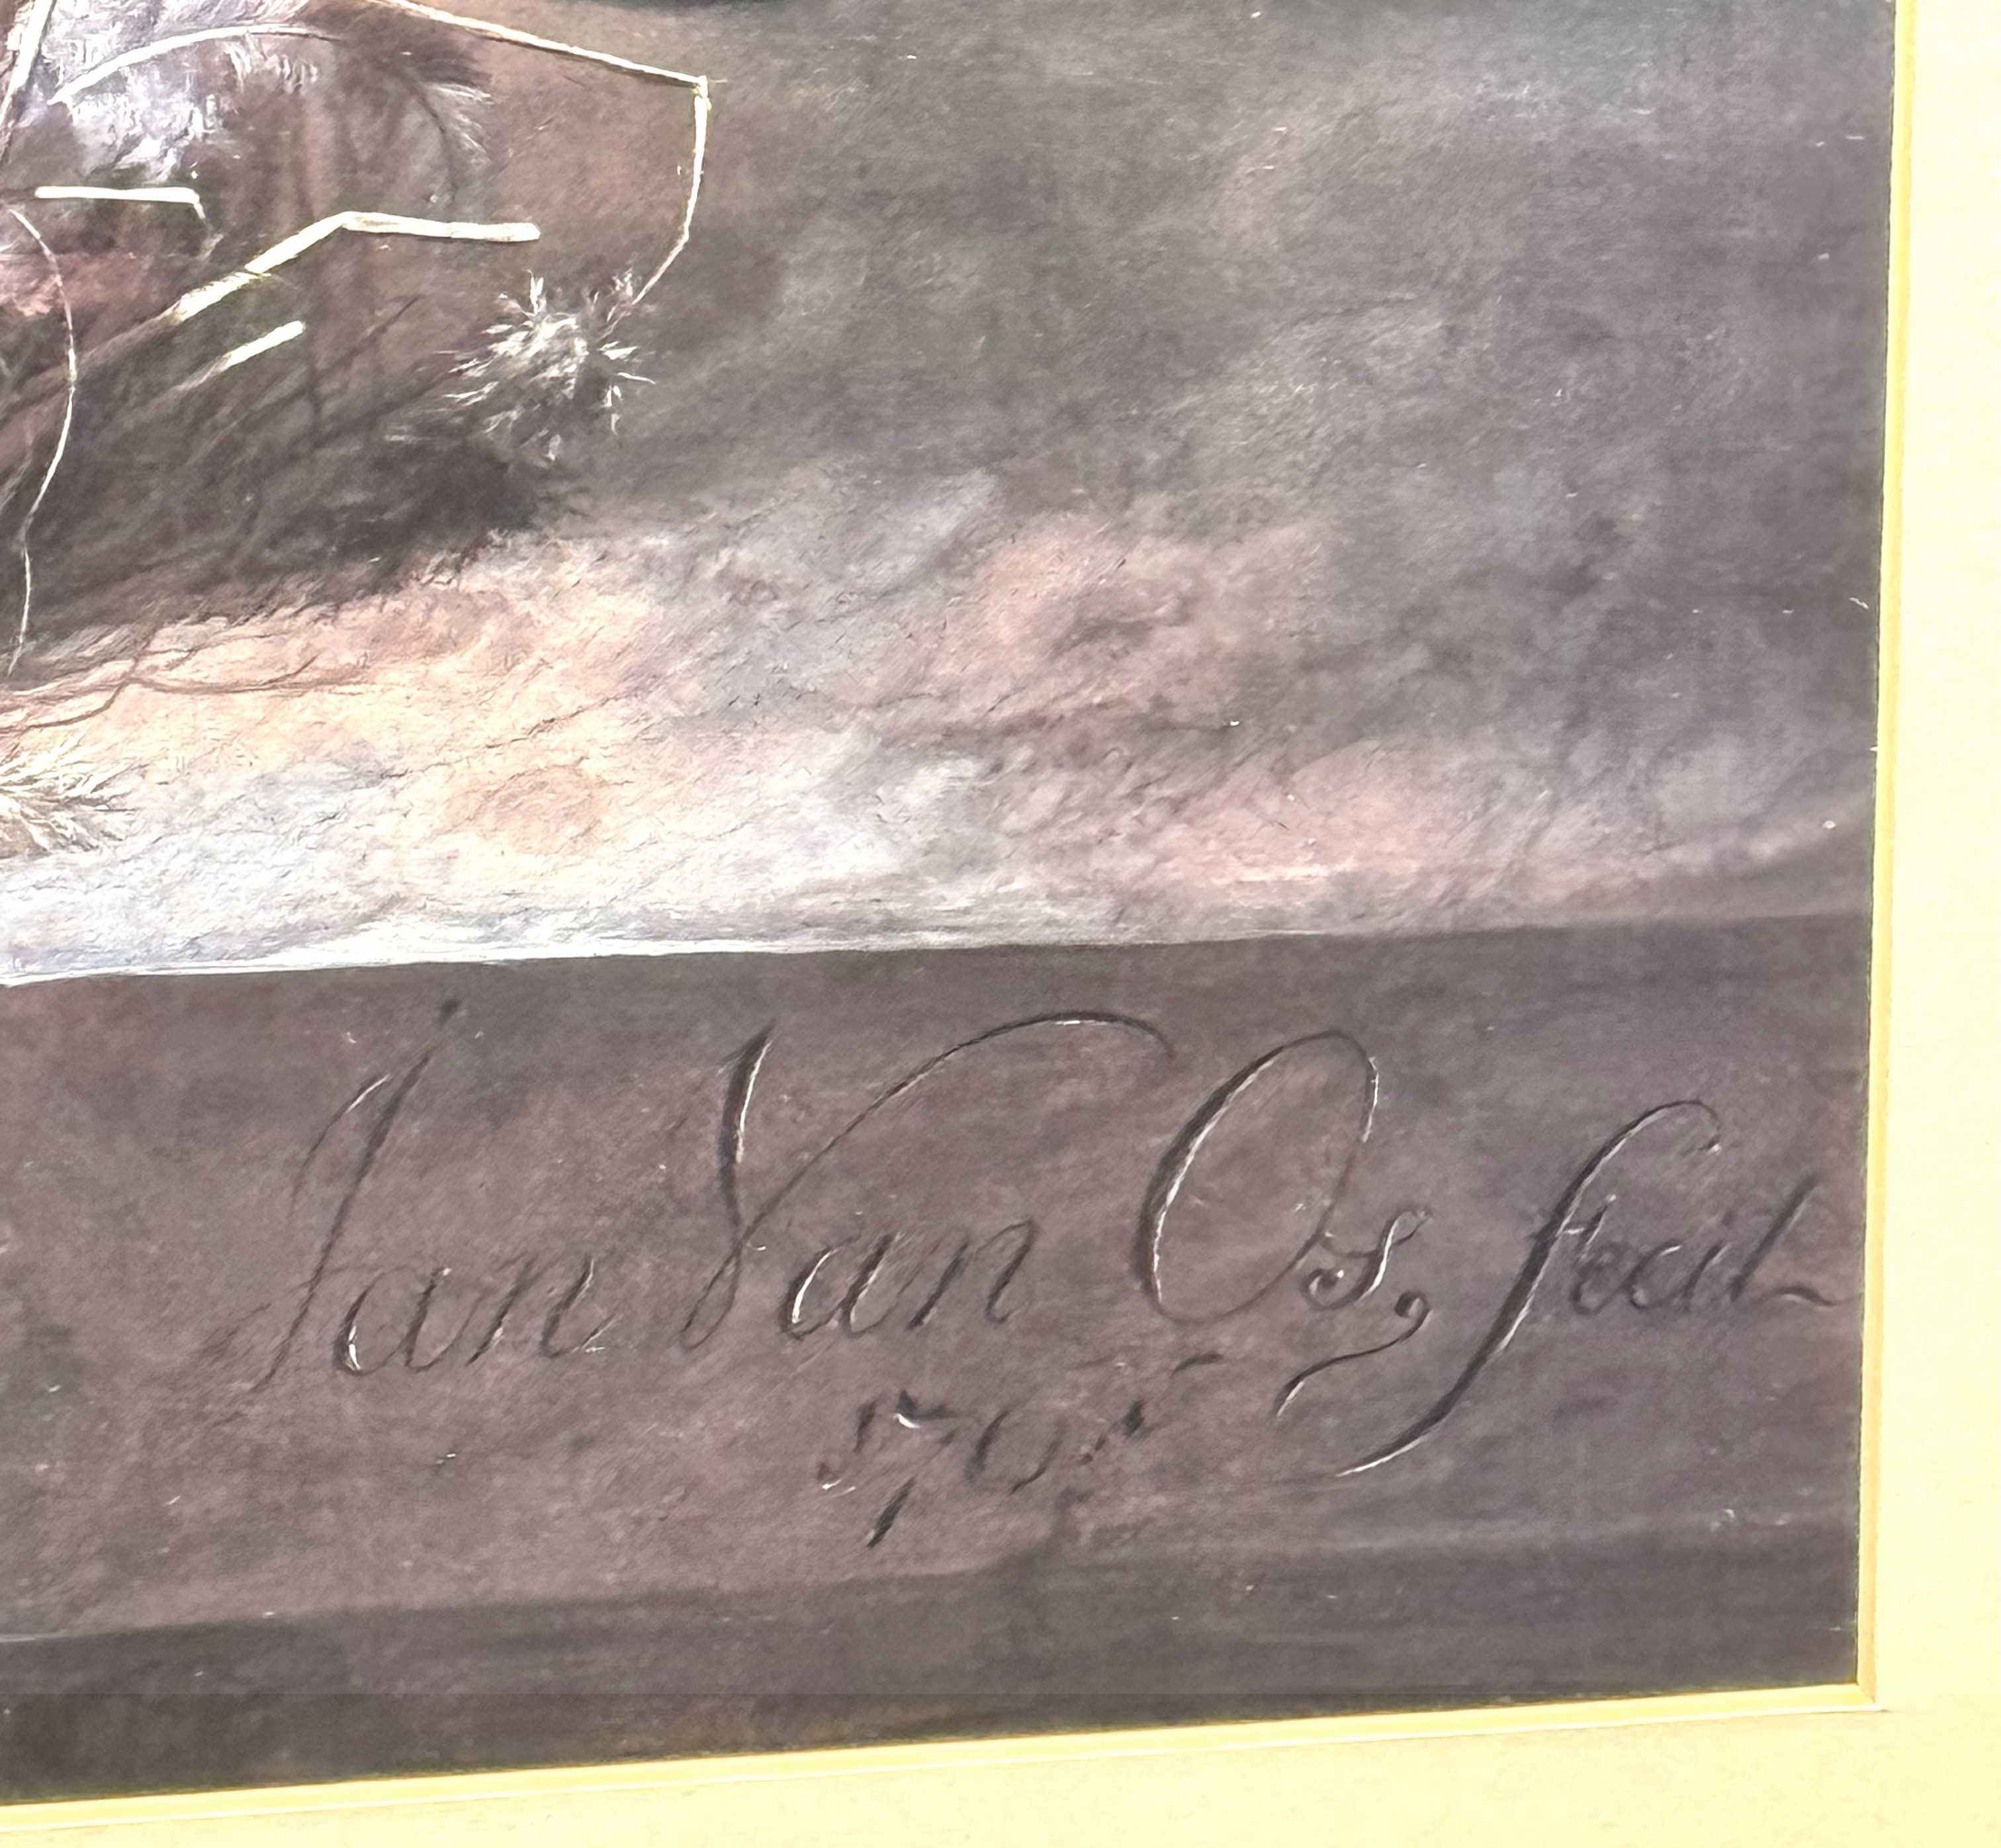 Jan Van Os, fecit